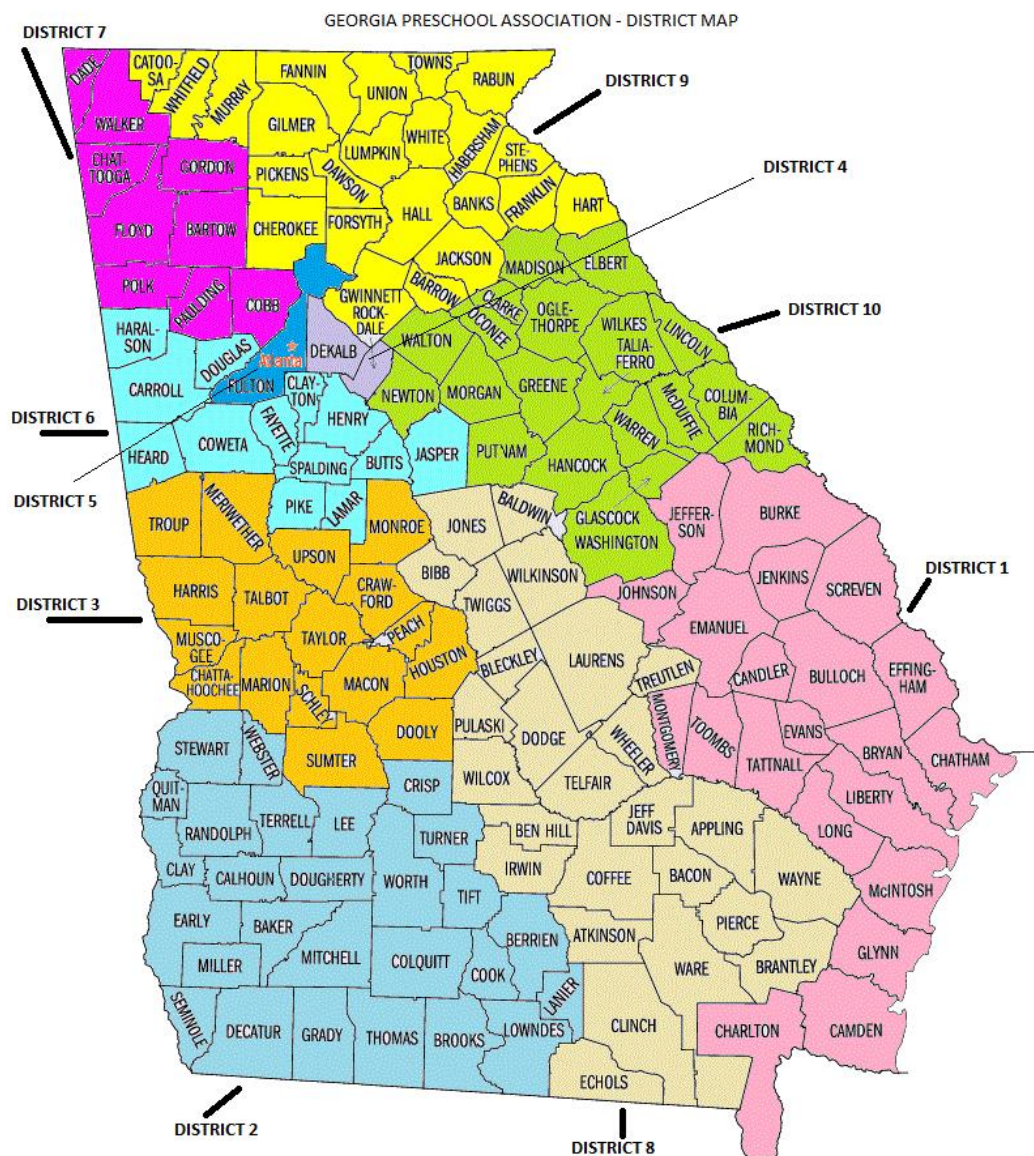 GEORGIA PRESCHOOL ASSOCIATION - DISTRICT MAP
DISTRICT 7
DISTRICT 9
DISTRICT 4
DISTRICT 10
DISTRICT 6
DISTRICT 5
DISTRICT 3
DISTRICT 1
DISTRICT 2
DISTRICT 8
DADE
CATOO-
SA
WHITFIELD
MURRAY
FANNIN
UNION
TOWNS
RABUN
WALKER
GILMER
LUMPKIN
WHITE
HABERSHAM
STE-
PHENS
CHAT-
TOOGA
GORDON
PICKENS
DAWSON
HALL
BANKS
FRANKLIN
HART
FLOYD
BARTOW
CHEROKEE
FORSYTH
JACKSON
MADISON
ELBERT
POLK
PAULDING
COBB
GWINNETT
ROCK-
DALE
BARROW
CLARKE
OCONEE
OGLE-
THORPE
WILKES
TALIA-
FERRO
LINCOLN
HARAL-
SON
DOUGLAS
Atlanta
FULTON
DEKALB
WALTON
CARROLL
CLAY-
TON
HENRY
NEWTON
MORGAN
GREENE
WARREN
McDUFFIE
COLUM-
BIA
RICH-
MOND
HEARD
COWETA
FAYETTE
SPALDING
BUTTS
JASPER
PUTNAM
HANCOCK
TROUP
MERIWETHER
PIKE
LAMAR
MONROE
JONES
BALDWIN
GLASCOCK
WASHINGTON
JEFFER-
SON
BURKE
UPSON
BIBB
WILKINSON
JENKINS
SCREVEN
HARRIS
TALBOT
CRAW-
FORD
TWIGGS
JOHNSON
EMANUEL
MUSCO-
GEE
TAYLOR
PEACH
HOUSTON
BLECKLEY
LAURENS
TREUTLEN
CANDLER
BULLOCH
EFFING-
HAM
CHATTA-
HOOCHEE
MARION
SCHLEY
MACON
PULASKI
DODGE
WHEELER
MONTGOMERY
TOOMBS
EVANS
TATTNALL
BRYAN
CHATHAM
STEWART
WEBSTER
SUMTER
DOOLY
WILCOX
TELFAIR
LIBERTY
QUIT-
MAN
CRISP
RANDOLPH
TERRELL
LEE
TURNER
BEN HILL
JEFF
DAVIS
APPLING
LONG
CLAY
CALHOUN
DOUGHERTY
WORTH
TIFT
IRWIN
COFFEE
BACON
WAYNE
McINTOSH
EARLY
BAKER
MITCHELL
BERRIEN
ATKINSON
PIERCE
GLYNN
MILLER
COLQUITT
COOK
LANIER
WARE
BRANTLEY
SEMINOLE
DECATUR
GRADY
THOMAS
BROOKS
LOWNDES
CLINCH
CHARLTON
CAMDEN
ECHOLS